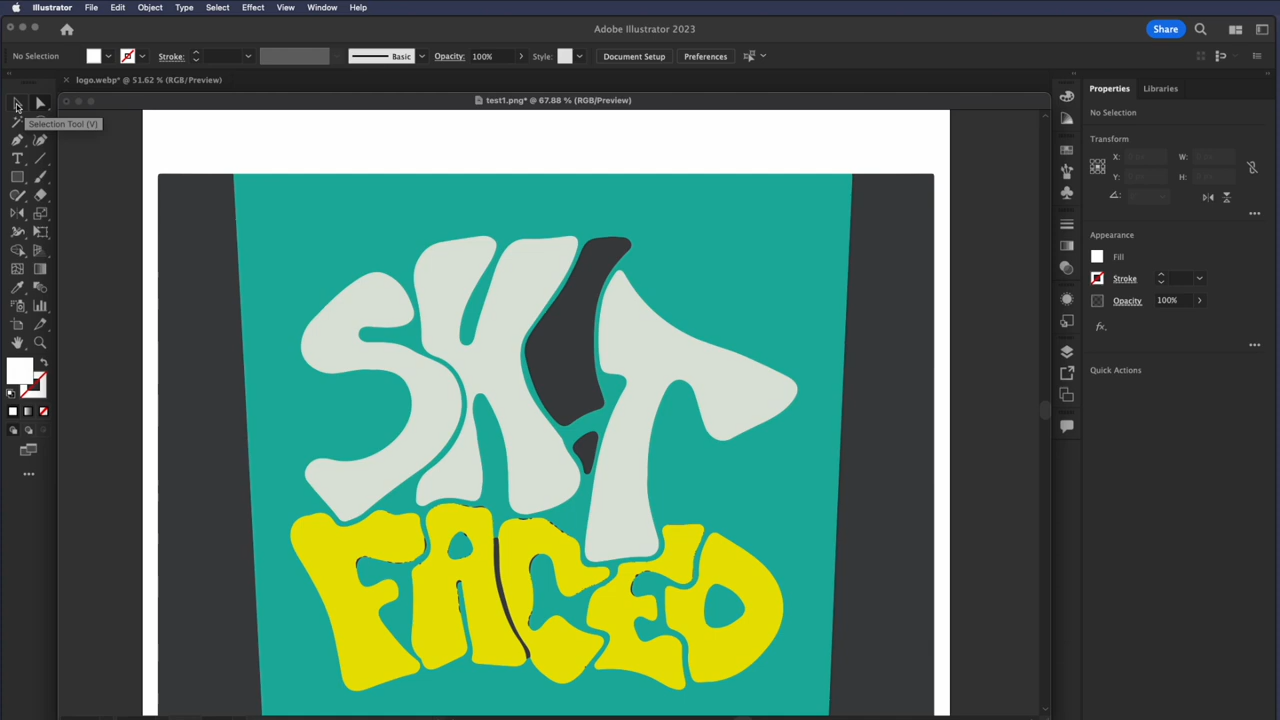 Illustrator File Edit Object Type Select Effect View Window Help
Adobe Illustrator 2023
Share
No Selection Stroke: Basic Opacity: 100% Style: Document Setup Preferences
× logo.webp* @ 51.62 % (RGB/Preview)
test1.png* @ 67.88 % (RGB/Preview)
Selection Tool (V)
Properties Libraries
No Selection
Transform
X: W:
Y: H:
Appearance
Fill
Stroke
Opacity 100%
fx.
Quick Actions
SH!T
FACED